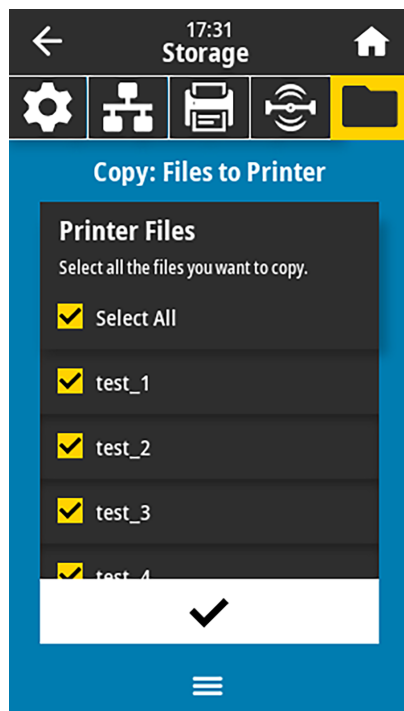 17:31
Storage
Copy: Files to Printer
Printer Files
Select all the files you want to copy.
Select All
test_1
test_2
test_3
test_4